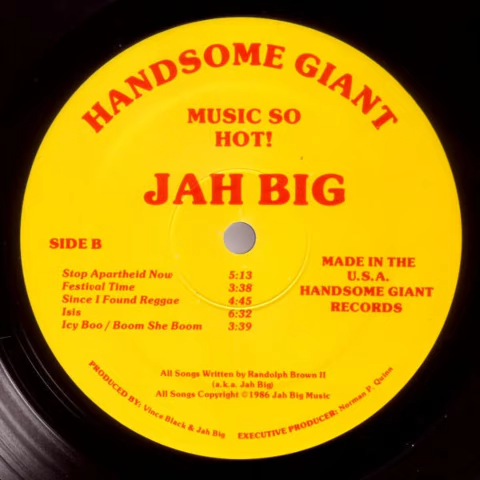 HANDSOME GIANT
MUSIC SO
HOT!
JAH BIG
SIDE B
Stop Apartheid Now 5:13
Festival Time 3:38
Since I Found Reggae 4:45
Isis 6:32
Icy Boo / Boom She Boom 3:39
MADE IN THE
U.S.A.
HANDSOME GIANT
RECORDS
All Songs Written by Randolph Brown II
(a.k.a. Jah Big)
All Songs Copyright ©1986 Jah Big Music
PRODUCED BY: Vince Black & Jah Big
EXECUTIVE PRODUCER: Norman P. Quinn